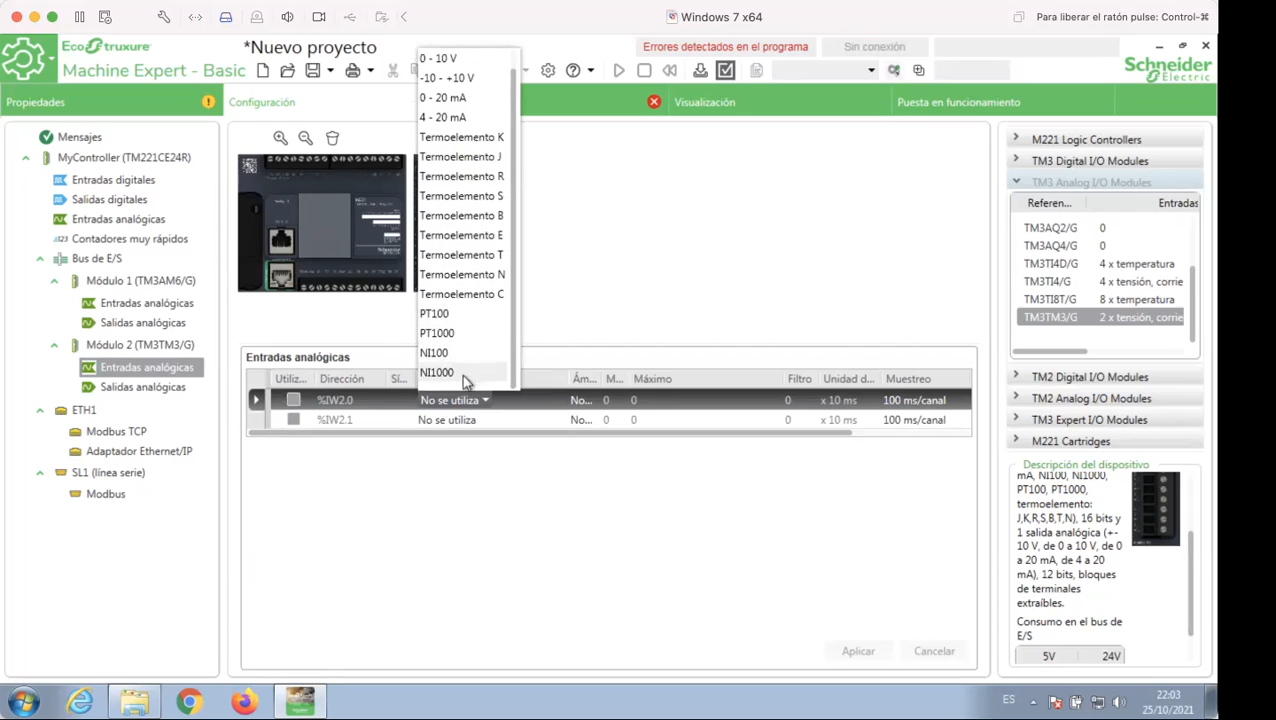 Windows 7 x64
Para liberar el ratón pulse: Control-⌘
EcoStruxure
Machine Expert - Basic
*Nuevo proyecto
Errores detectados en el programa
Sin conexión
Schneider
Electric
Propiedades
Configuración
Visualización
Puesta en funcionamiento
Mensajes
MyController (TM221CE24R)
Entradas digitales
Salidas digitales
Entradas analógicas
Contadores muy rápidos
Bus de E/S
Módulo 1 (TM3AM6/G)
Entradas analógicas
Salidas analógicas
Módulo 2 (TM3TM3/G)
Entradas analógicas
Salidas analógicas
ETH1
Modbus TCP
Adaptador Ethernet/IP
SL1 (línea serie)
Modbus
0 - 10 V
-10 - +10 V
0 - 20 mA
4 - 20 mA
Termoelemento K
Termoelemento J
Termoelemento R
Termoelemento S
Termoelemento B
Termoelemento E
Termoelemento T
Termoelemento N
Termoelemento C
PT100
PT1000
NI100
NI1000
Entradas analógicas
Utiliz... Dirección Sí... Ám... M... Máximo Filtro Unidad d... Muestreo
%IW2.0 No se utiliza No... 0 0 0 x 10 ms 100 ms/canal
%IW2.1 No se utiliza No... 0 0 0 x 10 ms 100 ms/canal
Aplicar Cancelar
M221 Logic Controllers
TM3 Digital I/O Modules
TM3 Analog I/O Modules
Referen... Entradas
TM3AQ2/G 0
TM3AQ4/G 0
TM3TI4D/G 4 x temperatura
TM3TI4/G 4 x tensión, corrie
TM3TI8T/G 8 x temperatura
TM3TM3/G 2 x tensión, corrie
TM2 Digital I/O Modules
TM2 Analog I/O Modules
TM3 Expert I/O Modules
M221 Cartridges
Descripción del dispositivo
mA, NI100, NI1000,
PT100, PT1000,
termoelemento:
J,K,R,S,B,T,N), 16 bits y
1 salida analógica (+-
10 V, de 0 a 10 V, de 0
a 20 mA, de 4 a 20
mA), 12 bits, bloques
de terminales
extraíbles.
Consumo en el bus de
E/S
5V 24V
ES
22:03
25/10/2021